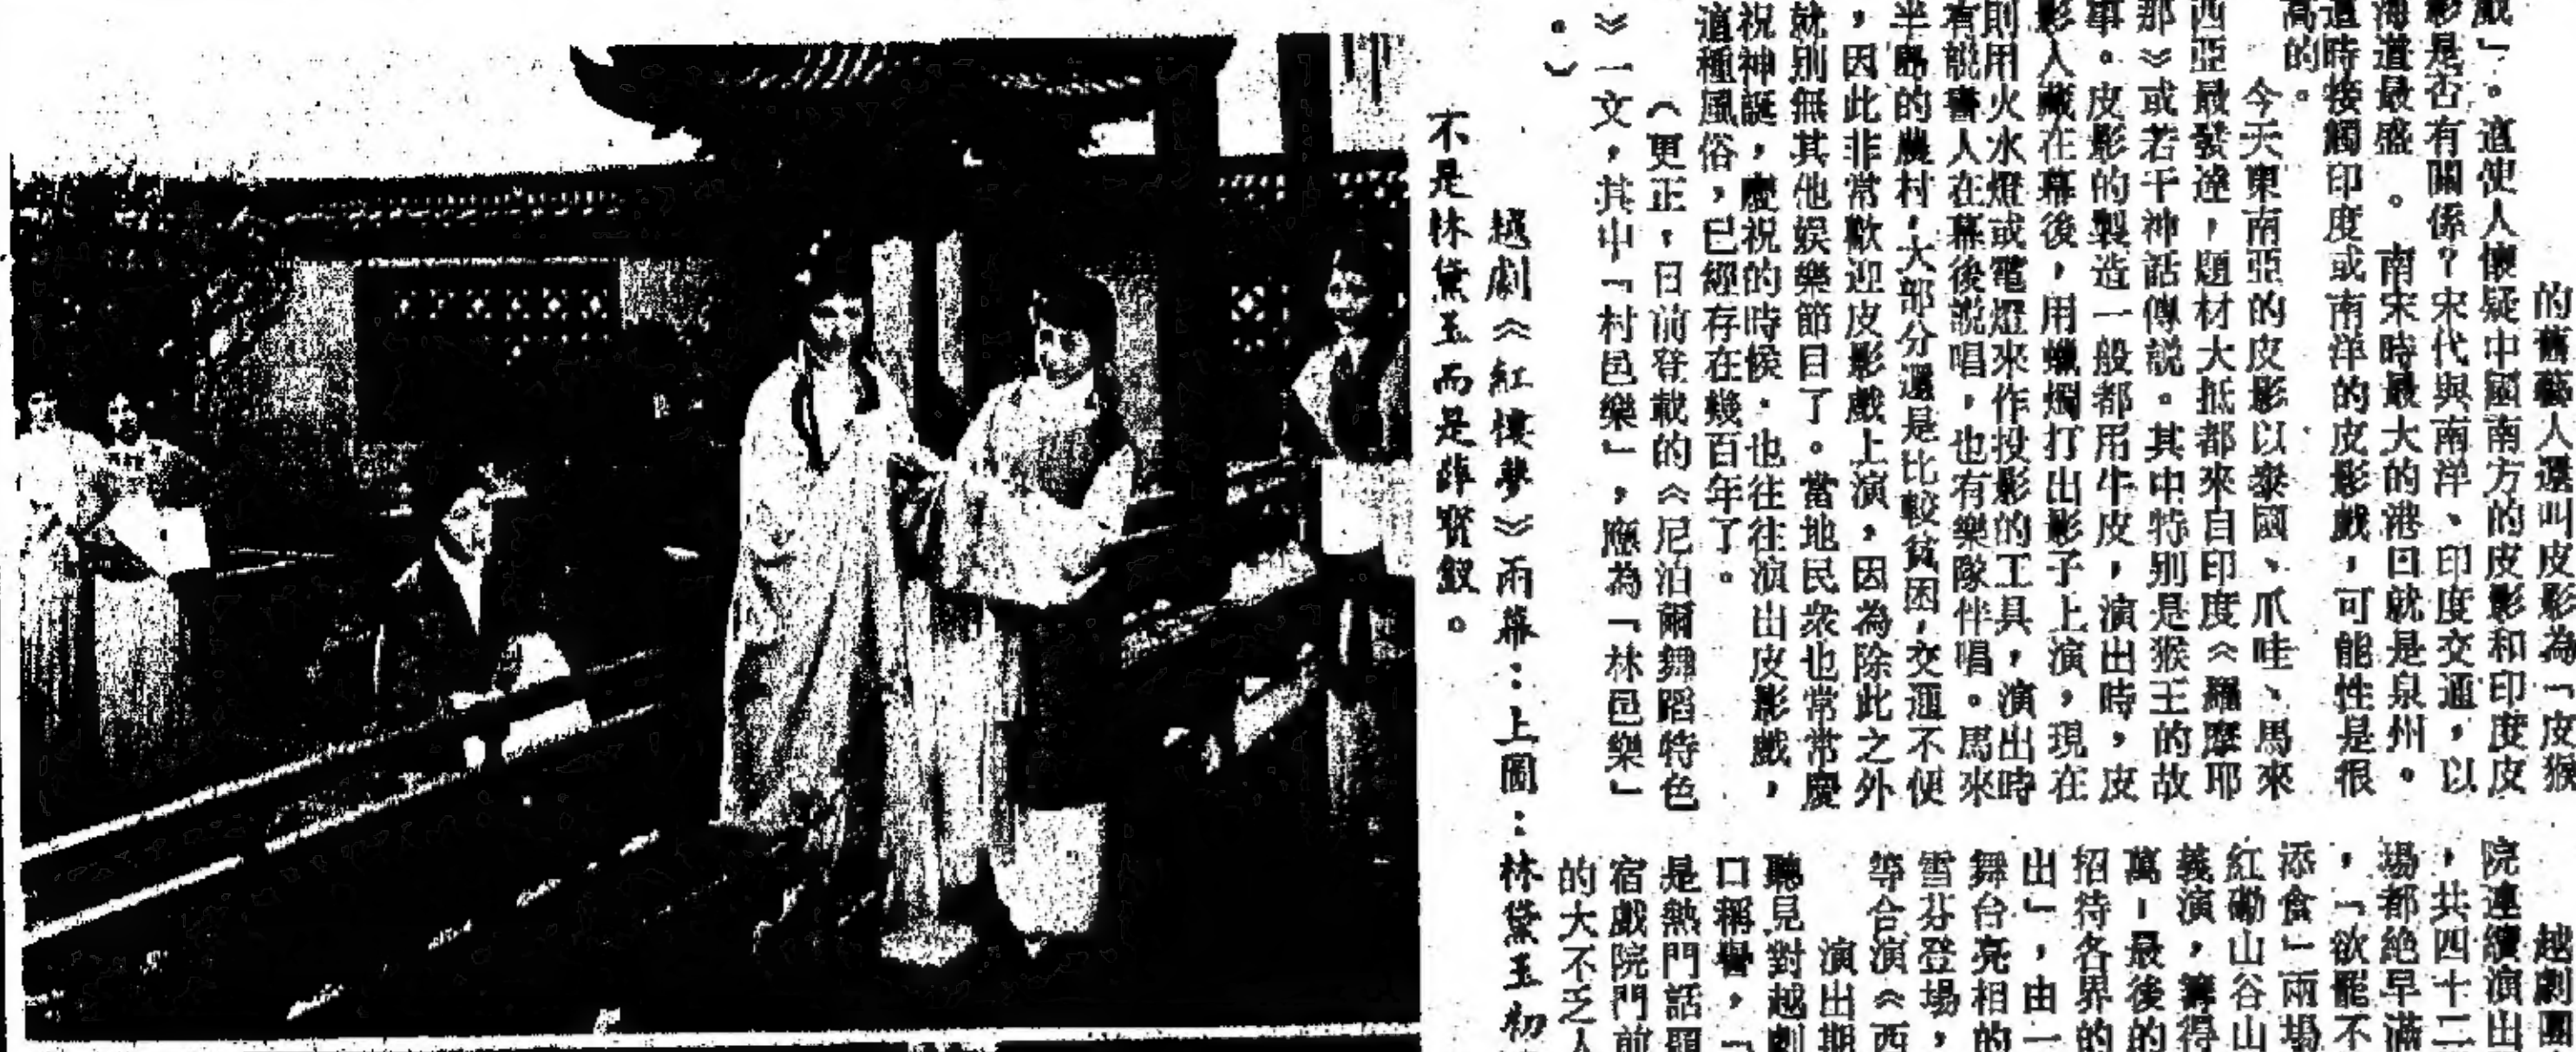 的舊藝人還叫皮影為「皮猴
戲」。這使人懷疑中國南方的皮影和印度皮
影是否有關係？宋代與南洋、印度交通，以
海道最盛。南宋時最大的港口就是泉州。
這時接觸印度或南洋的皮影戲，可能性是很
高的。
今天東南亞的皮影以泰國、爪哇、馬來
西亞最發達，題材大抵都來自印度《羅摩耶
那》或若干神話傳説。其中特別是猴王的故
事。皮影的製造一般都用牛皮，演出時，皮
影人藏在幕後，用蠟燭打出影子上演，現在
則用火水燈或電燈來作投影的工具，演出時
有説書人在幕後説唱，也有樂隊伴唱。馬來
半島的農村，大部分還是比較貧困，交通不便
，因此非常歡迎皮影戲上演，因為除此之外
就別無其他娛樂節目了。當地民衆也常常慶
祝神誕，慶祝的時候，也往往演出皮影戲，
這種風俗，已經存在幾百年了。
（更正，日前登載的《尼泊爾舞蹈特色
》一文，其中「村邑樂」，應為「林邑樂」
。）
越劇團
院連續演出
，共四十二
場都絶早滿
，「欲罷不
添食」兩場
紅磡山谷山
義演，籌得
萬
最後的
招待各界的
出」，由一
舞台亮相的
雪芬登場，
等合演《西
演出期
聽見對越劇
口稱譽，「
是熱門話題
宿戲院門前
的大不乏人
越劇《紅樓夢》兩幕：上圖：林黛玉初
不是林黛玉而是薛寶釵。